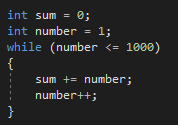 int sum = 0;
int number = 1;
while (number <= 1000)
{
    sum += number;
    number++;
}